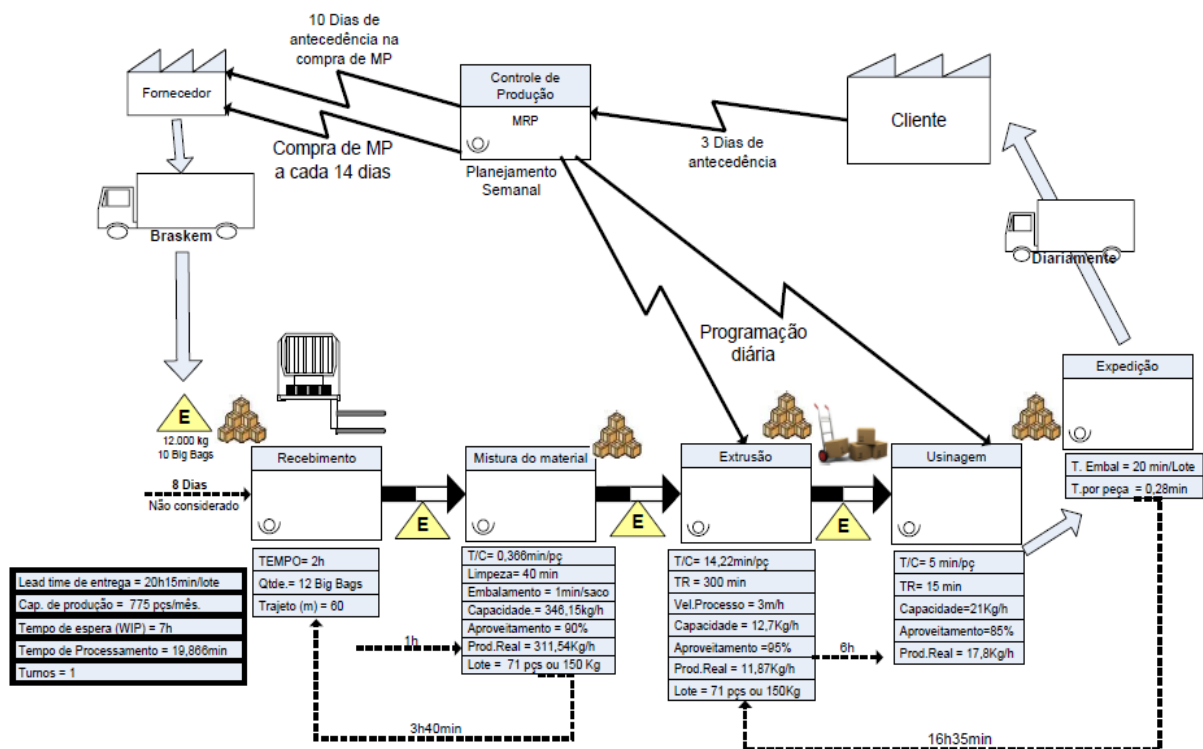 10 Dias de
antecedência na
compra de MP
Fornecedor
Controle de
Produção
MRP
Planejamento
Semanal
Cliente
3 Dias de
antecedência
Compra de MP
a cada 14 dias
Braskem
Diariamente
Programação
diária
E
12.000 kg
10 Big Bags
8 Dias
Não considerado
Recebimento
TEMPO= 2h
Qtde.= 12 Big Bags
Trajeto (m) = 60
E
1h
Mistura do material
T/C= 0,366min/pç
Limpeza= 40 min
Embalamento = 1min/saco
Capacidade.= 346,15kg/h
Aproveitamento = 90%
Prod.Real = 311,54Kg/h
Lote = 71 pçs ou 150 Kg
3h40min
E
Extrusão
T/C= 14,22min/pç
TR = 300 min
Vel.Processo = 3m/h
Capacidade = 12,7Kg/h
Aproveitamento =95%
Prod.Real = 11,87Kg/h
Lote = 71 pçs ou 150Kg
E
6h
Usinagem
T/C= 5 min/pç
TR= 15 min
Capacidade=21Kg/h
Aproveitamento=85%
Prod.Real = 17,8Kg/h
16h35min
Expedição
T. Embal = 20 min/Lote
T.por peça = 0,28min
Lead time de entrega = 20h15min/lote
Cap. de produção = 775 pçs/mês.
Tempo de espera (WIP) = 7h
Tempo de Processamento = 19,866min
Turnos = 1